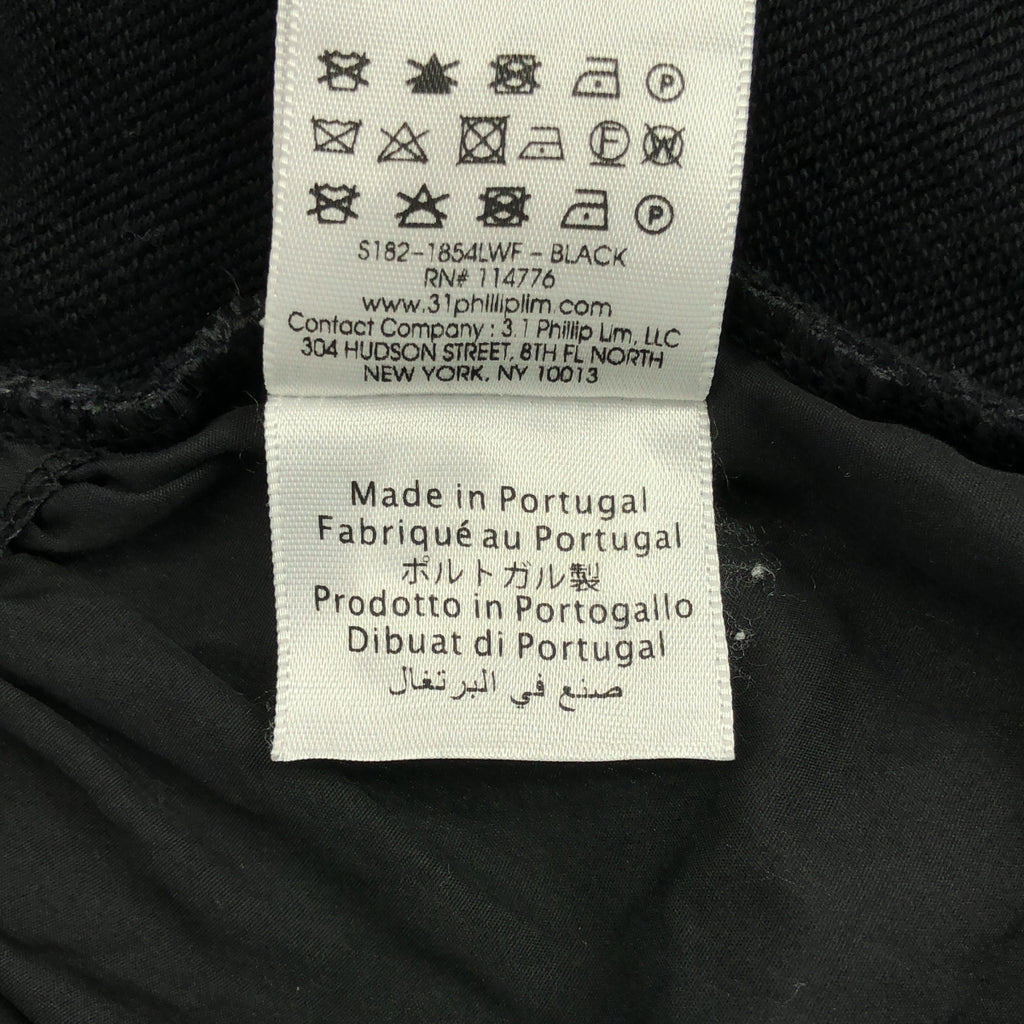 P
F W
P
S182-1854LWF - BLACK
RN# 114776
www.31philliplim.com
Contact Company : 3.1 Phillip Lim, LLC
304 HUDSON STREET, 8TH FL NORTH
NEW YORK, NY 10013
Made in Portugal
Fabriqué au Portugal
ポルトガル製
Prodotto in Portogallo
Dibuat di Portugal
صنع في البرتغال